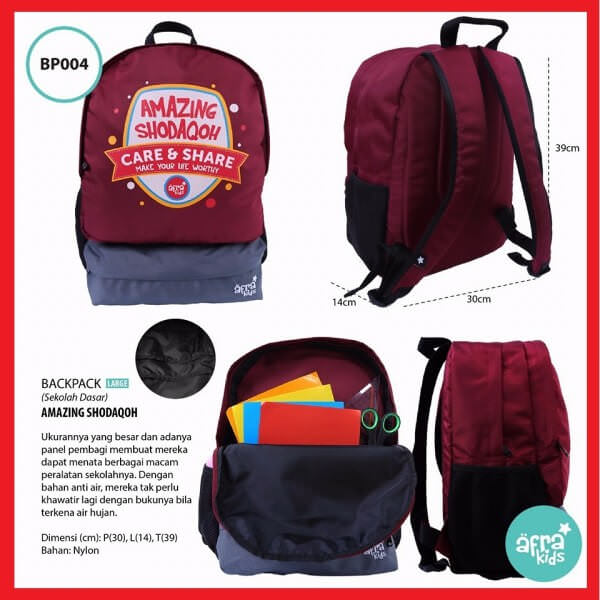 BP004
AMAZING
SHODAQOH
CARE & SHARE
MAKE YOUR LIFE WORTHY
afra
kids
afra
kids
39cm
14cm
30cm
BACKPACK LARGE
(Sekolah Dasar)
AMAZING SHODAQOH
Ukurannya yang besar dan adanya
panel pembagi membuat mereka
dapat menata berbagai macam
peralatan sekolahnya. Dengan
bahan anti air, mereka tak perlu
khawatir lagi dengan bukunya bila
terkena air hujan.
Dimensi (cm): P(30), L(14), T(39)
Bahan: Nylon
afra
kids
äfra
kids